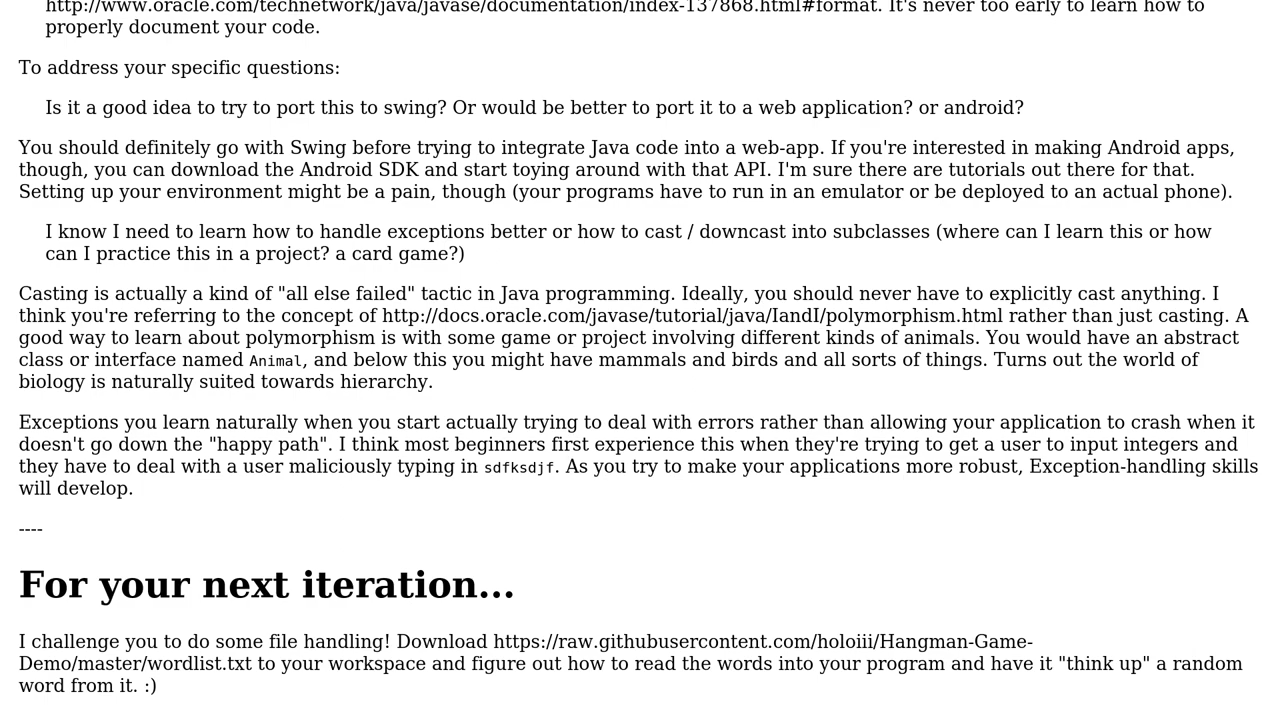 http://www.oracle.com/technetwork/java/javase/documentation/index-137868.html#format. It's never too early to learn how to
properly document your code.
To address your specific questions:
Is it a good idea to try to port this to swing? Or would be better to port it to a web application? or android?
You should definitely go with Swing before trying to integrate Java code into a web-app. If you're interested in making Android apps,
though, you can download the Android SDK and start toying around with that API. I'm sure there are tutorials out there for that.
Setting up your environment might be a pain, though (your programs have to run in an emulator or be deployed to an actual phone).
I know I need to learn how to handle exceptions better or how to cast / downcast into subclasses (where can I learn this or how
can I practice this in a project? a card game?)
Casting is actually a kind of "all else failed" tactic in Java programming. Ideally, you should never have to explicitly cast anything. I
think you're referring to the concept of http://docs.oracle.com/javase/tutorial/java/IandI/polymorphism.html rather than just casting. A
good way to learn about polymorphism is with some game or project involving different kinds of animals. You would have an abstract
class or interface named Animal, and below this you might have mammals and birds and all sorts of things. Turns out the world of
biology is naturally suited towards hierarchy.
Exceptions you learn naturally when you start actually trying to deal with errors rather than allowing your application to crash when it
doesn't go down the "happy path". I think most beginners first experience this when they're trying to get a user to input integers and
they have to deal with a user maliciously typing in sdfksdjf. As you try to make your applications more robust, Exception-handling skills
will develop.
----
For your next iteration...
I challenge you to do some file handling! Download https://raw.githubusercontent.com/holoiii/Hangman-Game-
Demo/master/wordlist.txt to your workspace and figure out how to read the words into your program and have it "think up" a random
word from it. :)